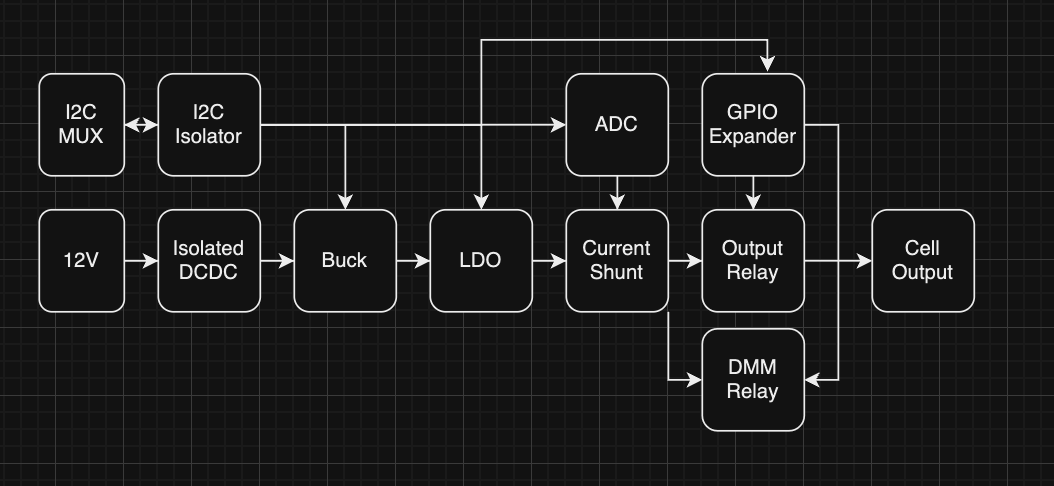 I2C
MUX
I2C
Isolator
ADC
GPIO
Expander
12V
Isolated
DCDC
Buck
LDO
Current
Shunt
Output
Relay
Cell
Output
DMM
Relay